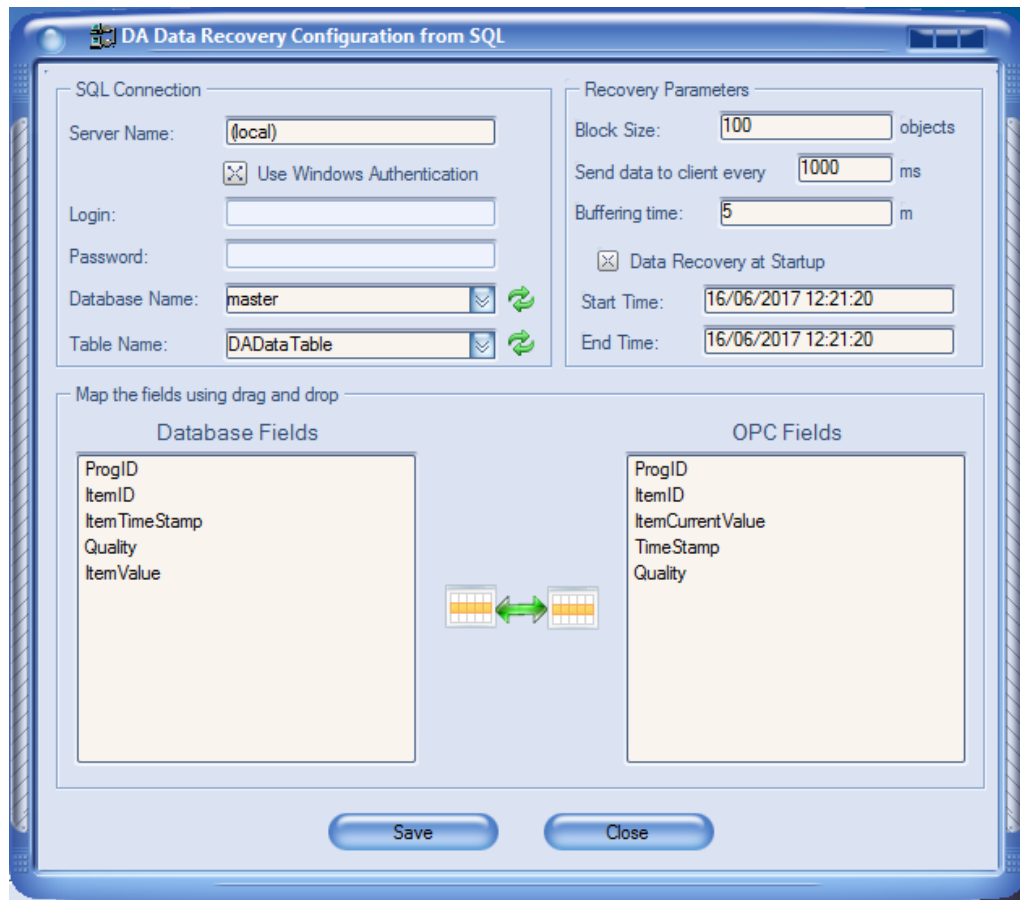 DA Data Recovery Configuration from SQL
SQL Connection
Server Name: (local)
Use Windows Authentication
Login:
Password:
Database Name: master
Table Name: DADataTable
Recovery Parameters
Block Size: 100 objects
Send data to client every 1000 ms
Buffering time: 5 m
Data Recovery at Startup
Start Time: 16/06/2017 12:21:20
End Time: 16/06/2017 12:21:20
Map the fields using drag and drop
Database Fields
ProgID
ItemID
ItemTimeStamp
Quality
ItemValue
OPC Fields
ProgID
ItemID
ItemCurrentValue
TimeStamp
Quality
Save
Close